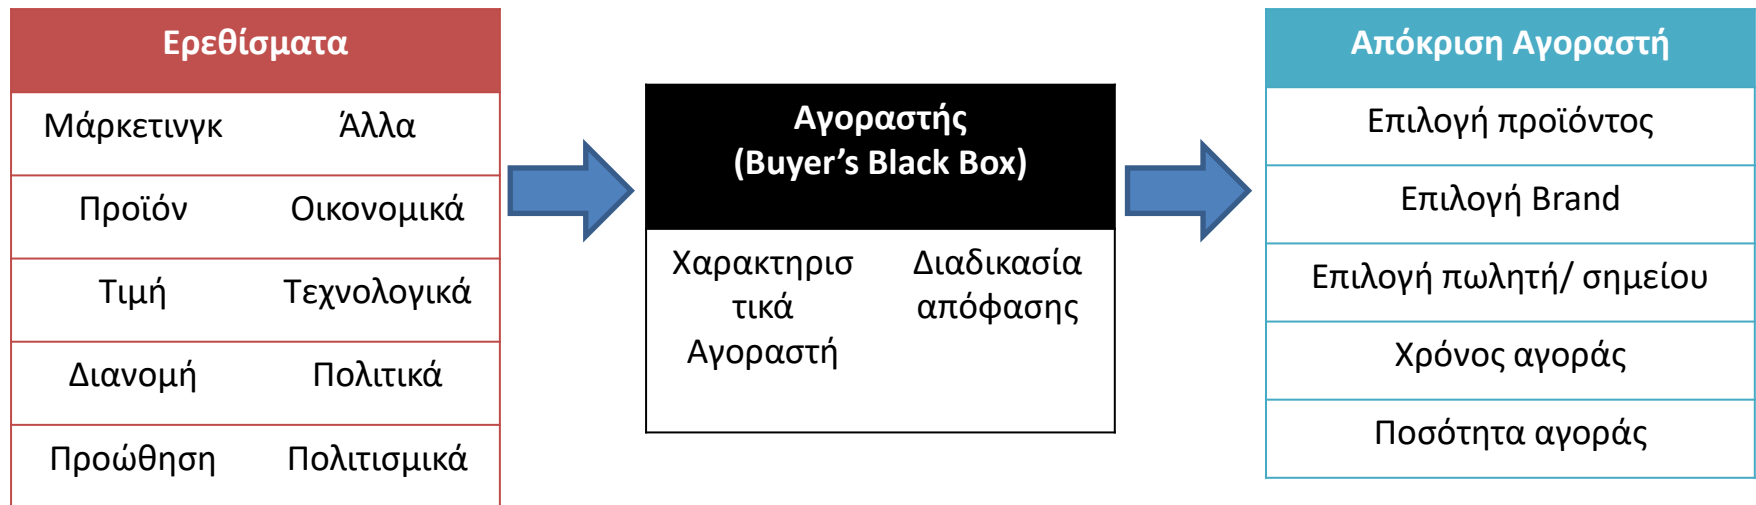 Ερεθίσματα
Μάρκετινγκ Άλλα
Προϊόν Οικονομικά
Τιμή Τεχνολογικά
Διανομή Πολιτικά
Προώθηση Πολιτισμικά
Αγοραστής
(Buyer’s Black Box)
Χαρακτηρισ
τικά
Αγοραστή
Διαδικασία
απόφασης
Απόκριση Αγοραστή
Επιλογή προϊόντος
Επιλογή Brand
Επιλογή πωλητή/ σημείου
Χρόνος αγοράς
Ποσότητα αγοράς